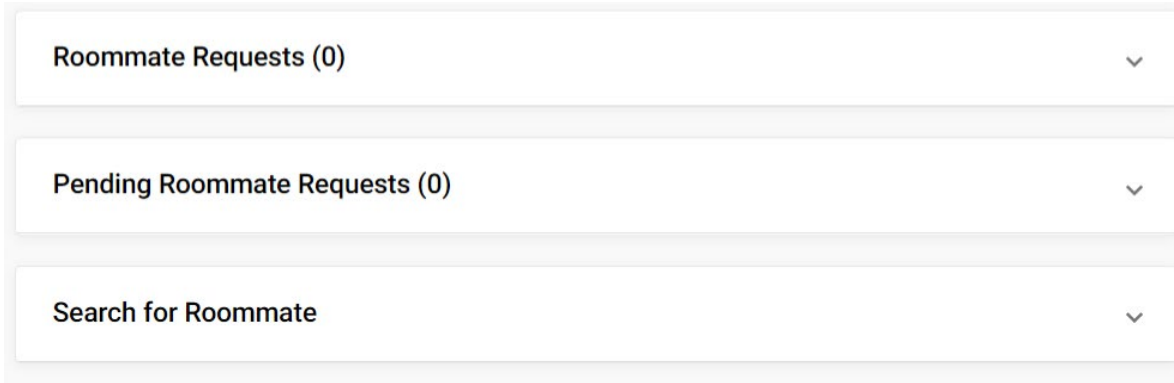 Roommate Requests (0)
Pending Roommate Requests (0)
Search for Roommate